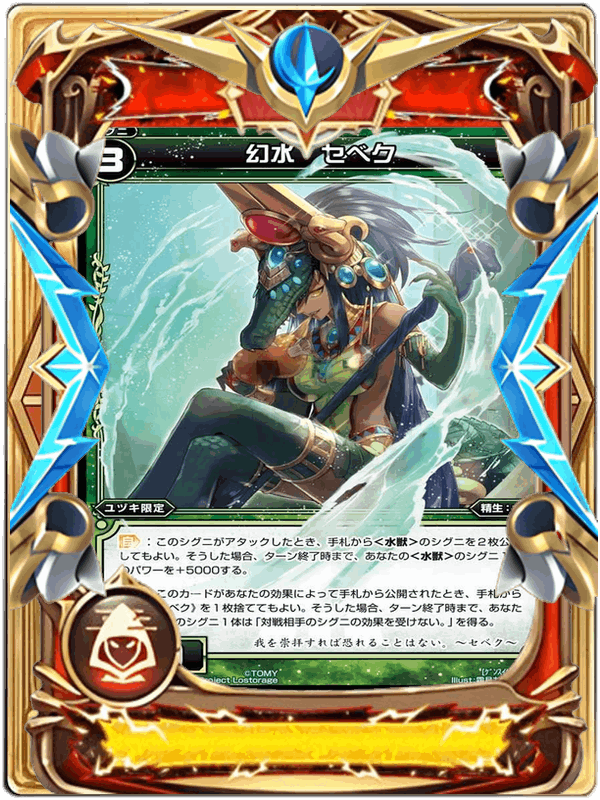 グニ
3
幻水 セベク
ユヅキ限定
精生:
自:このシグニがアタックしたとき、手札から<水獣>のシグニを2枚公
してもよい。そうした場合、ターン終了時まで、あなたの<水獣>のシグニ
のパワーを+5000する。
このカードがあなたの効果によって手札から公開されたとき、手札から
ベク》を1枚捨ててもよい。そうした場合、ターン終了時まで、あなた
のシグニ1体は「対戦相手のシグニの効果を受けない。」を得る。
我を崇拝すれば恐れることはない。〜セベク〜
©TOMY
roject Lostorage
Illust: